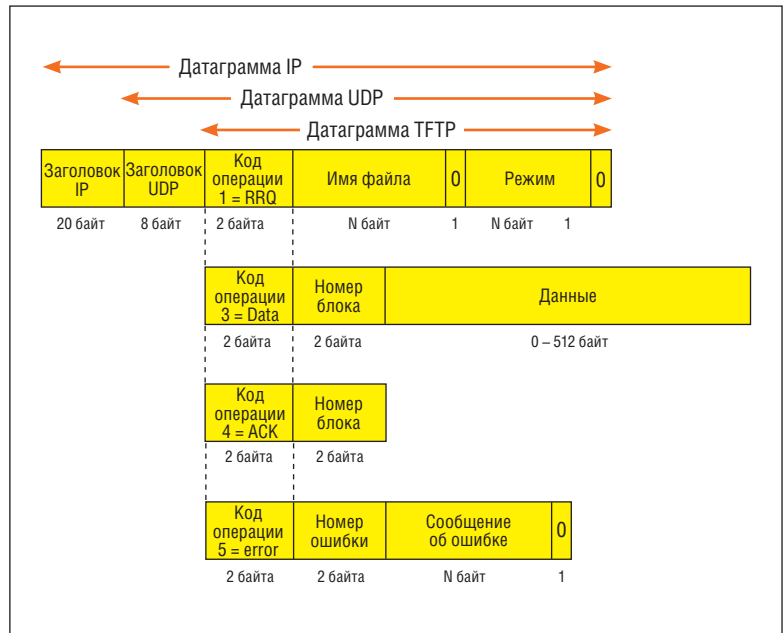 Датаграмма IP
Датаграмма UDP
Датаграмма TFTP
Заголовок IP
Заголовок UDP
Код операции 1 = RRQ
Имя файла
0
Режим
0
20 байт
8 байт
2 байта
N байт
1
N байт
1
Код операции 3 = Data
Номер блока
Данные
2 байта
2 байта
0 – 512 байт
Код операции 4 = ACK
Номер блока
2 байта
2 байта
Код операции 5 = error
Номер ошибки
Сообщение об ошибке
0
2 байта
2 байта
N байт
1